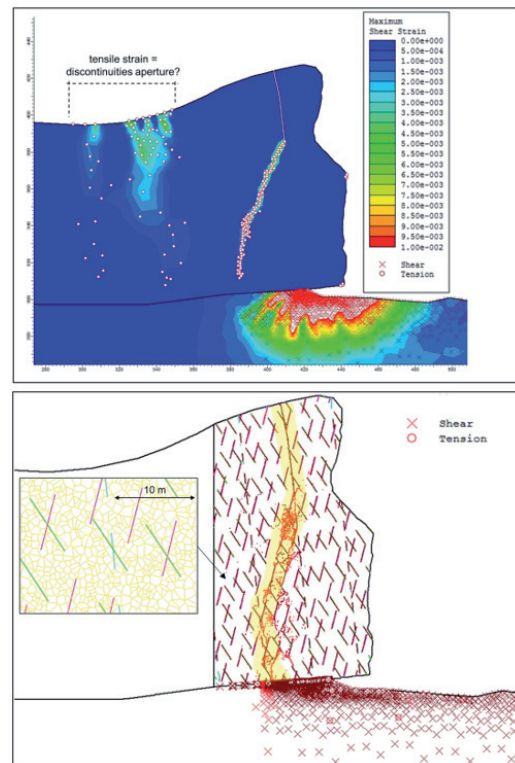 Maximum
Shear Strain
0.00e+000
5.00e-004
1.00e-003
1.50e-003
2.00e-003
2.50e-003
3.00e-003
3.50e-003
4.00e-003
4.50e-003
5.00e-003
5.50e-003
6.00e-003
6.50e-003
7.00e-003
7.50e-003
8.00e-003
8.50e-003
9.00e-003
9.50e-003
1.00e-002
Shear
Tension
tensile strain =
discontinuities aperture?
Shear
Tension
10 m